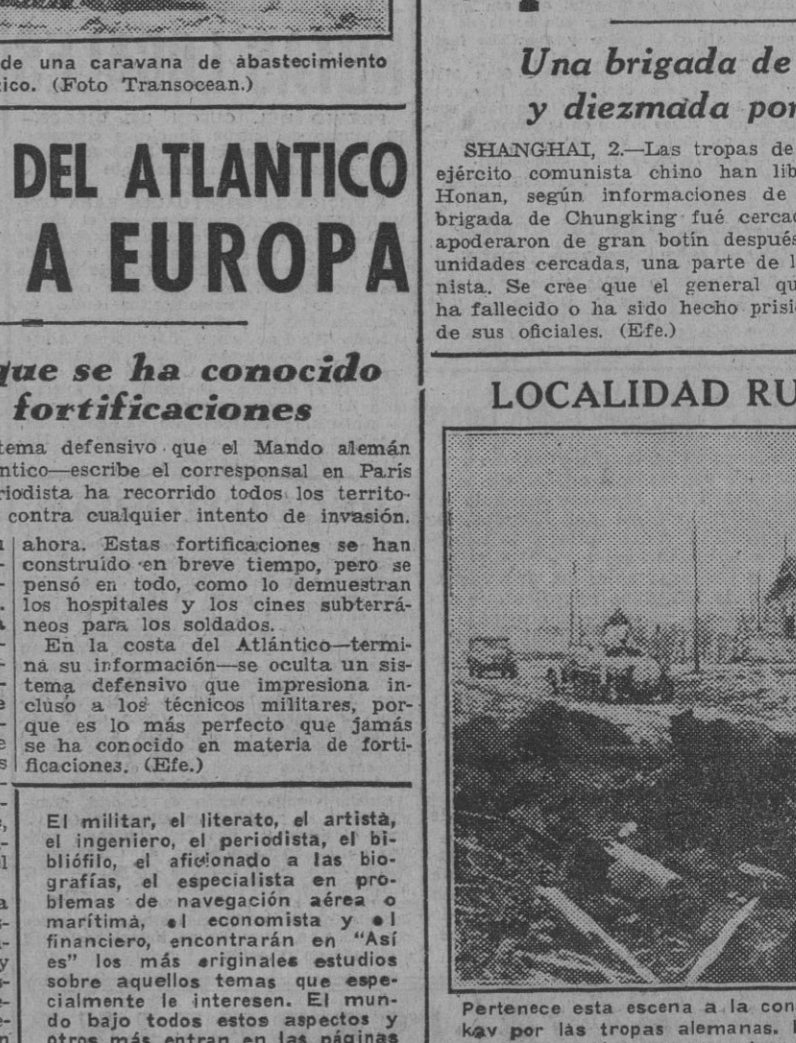 de una caravana de abastecimiento
ico. (Foto Transocean.)
DEL ATLANTICO
A EUROPA
que se ha conocido
fortificaciones
tema defensivo que el Mando alemán
ntico—escribe el corresponsal en París
riodista ha recorrido todos los territo-
contra cualquier intento de invasión.
ahora. Estas fortificaciones se han
construído en breve tiempo, pero se
pensó en todo, como lo demuestran
los hospitales y los cines subterrá-
neos para los soldados.
En la costa del Atlántico—termi-
na su información—se oculta un sis-
tema defensivo que impresiona in-
cluso a los técnicos militares, por-
que es lo más perfecto que jamás
se ha conocido en materia de forti-
ficaciones. (Efe.)
El militar, el literato, el artista,
el ingeniero, el periodista, el bi-
bliófilo, el aficionado a las bio-
grafías, el especialista en pro-
blemas de navegación aérea o
marítima, el economista y el
financiero, encontrarán en "Así
es" los más originales estudios
sobre aquellos temas que espe-
cialmente le interesen. El mun-
do bajo todos estos aspectos y
otros más entran en las páginas
Una brigada de
y diezmada por
SHANGHAI, 2.—Las tropas de
ejército comunista chino han lib
Honan, según informaciones de
brigada de Chungking fué cercad
apoderaron de gran botín después
unidades cercadas, una parte de l
nista. Se cree que el general qu
ha fallecido o ha sido hecho prisi
de sus oficiales. (Efe.)
LOCALIDAD RU
Pertenece esta escena a la con
kav por las tropas alemanas.